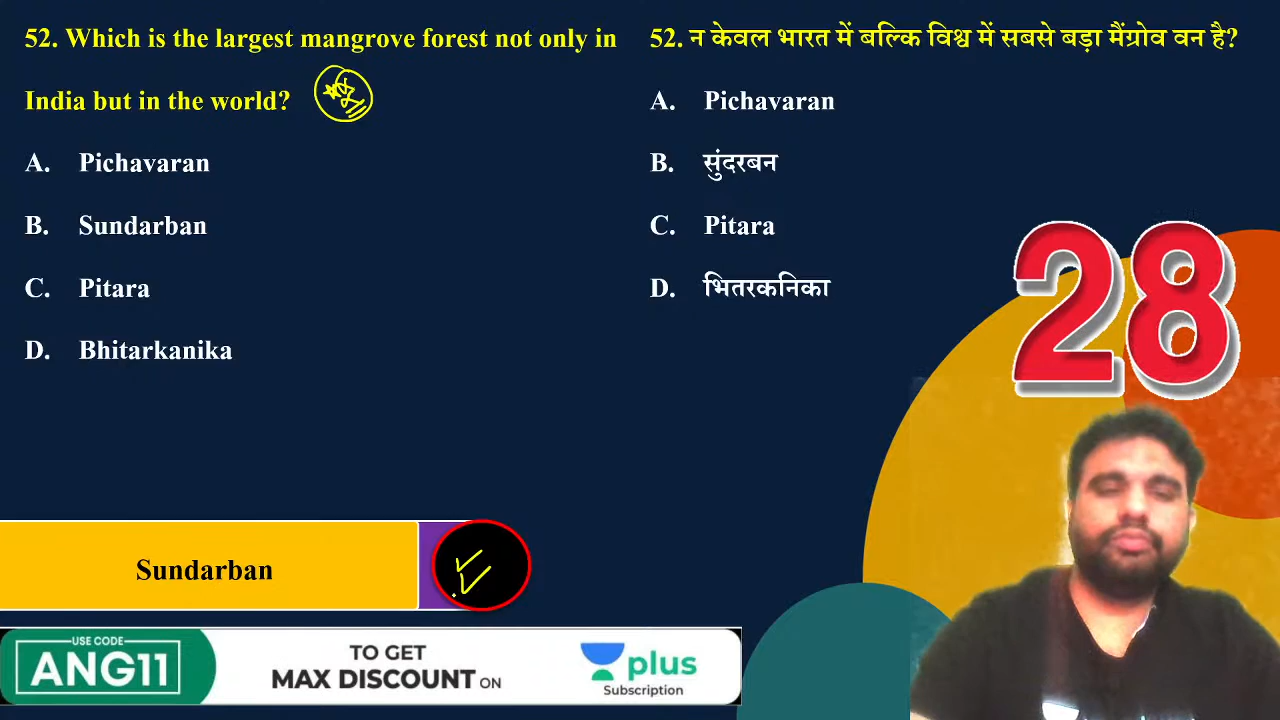 52. Which is the largest mangrove forest not only in
India but in the world?
A. Pichavaran
B. Sundarban
C. Pitara
D. Bhitarkanika
52. न केवल भारत में बल्कि विश्व में सबसे बड़ा मैंग्रोव वन है?
A. Pichavaran
B. सुंदरबन
C. Pitara
D. भितरकनिका
28
Sundarban
USE CODE
ANG11
TO GET
MAX DISCOUNT ON
plus
Subscription